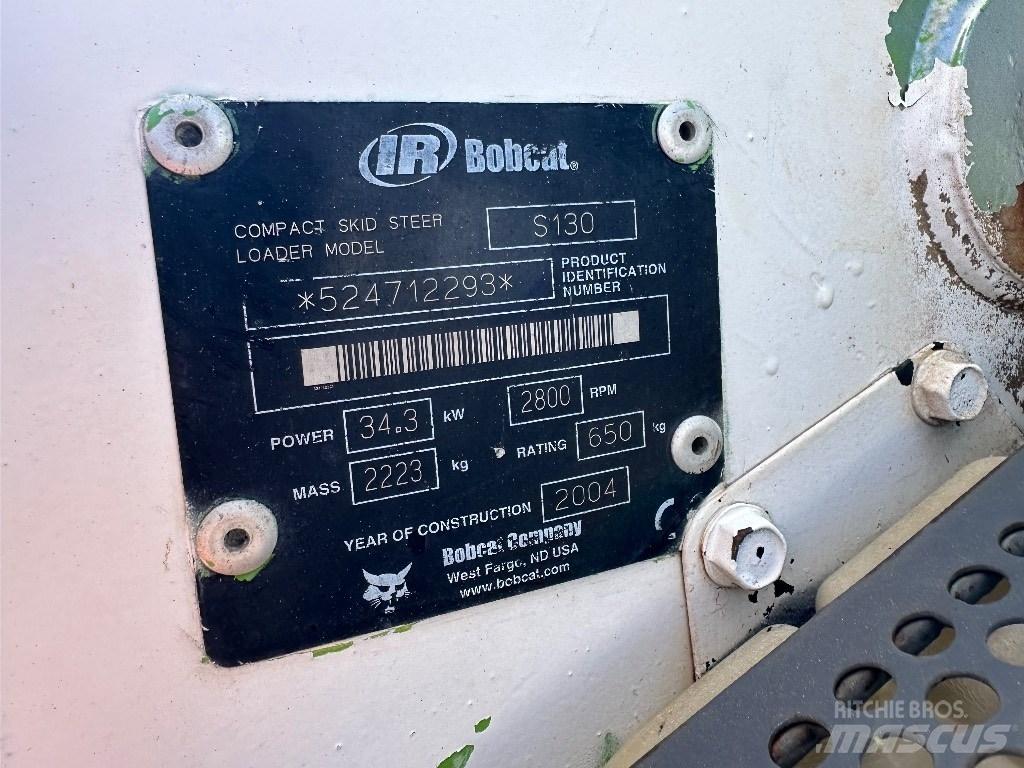 IR Bobcat®
COMPACT SKID STEER
LOADER MODEL
S130
*524712293*
PRODUCT
IDENTIFICATION
NUMBER
POWER 34.3 kW 2800 RPM
MASS 2223 kg RATING 650 kg
YEAR OF CONSTRUCTION 2004
Bobcat Company
West Fargo, ND USA
www.bobcat.com
RITCHIE BROS.
MASCUS